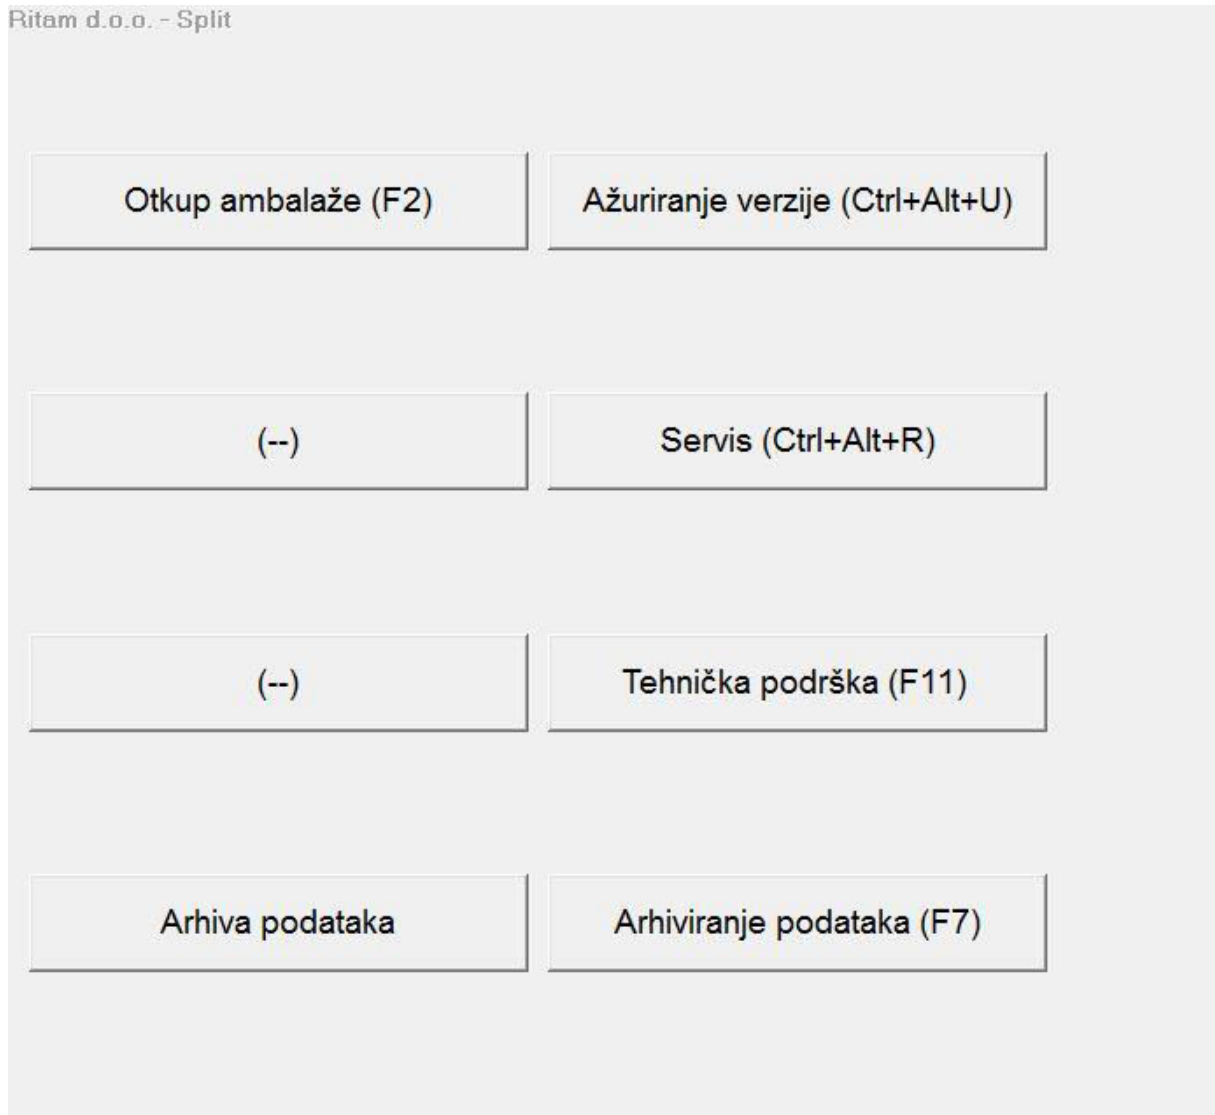 Ritam d.o.o. - Split
Otkup ambalaže (F2)
Ažuriranje verzije (Ctrl+Alt+U)
(--)
Servis (Ctrl+Alt+R)
(--)
Tehnička podrška (F11)
Arhiva podataka
Arhiviranje podataka (F7)